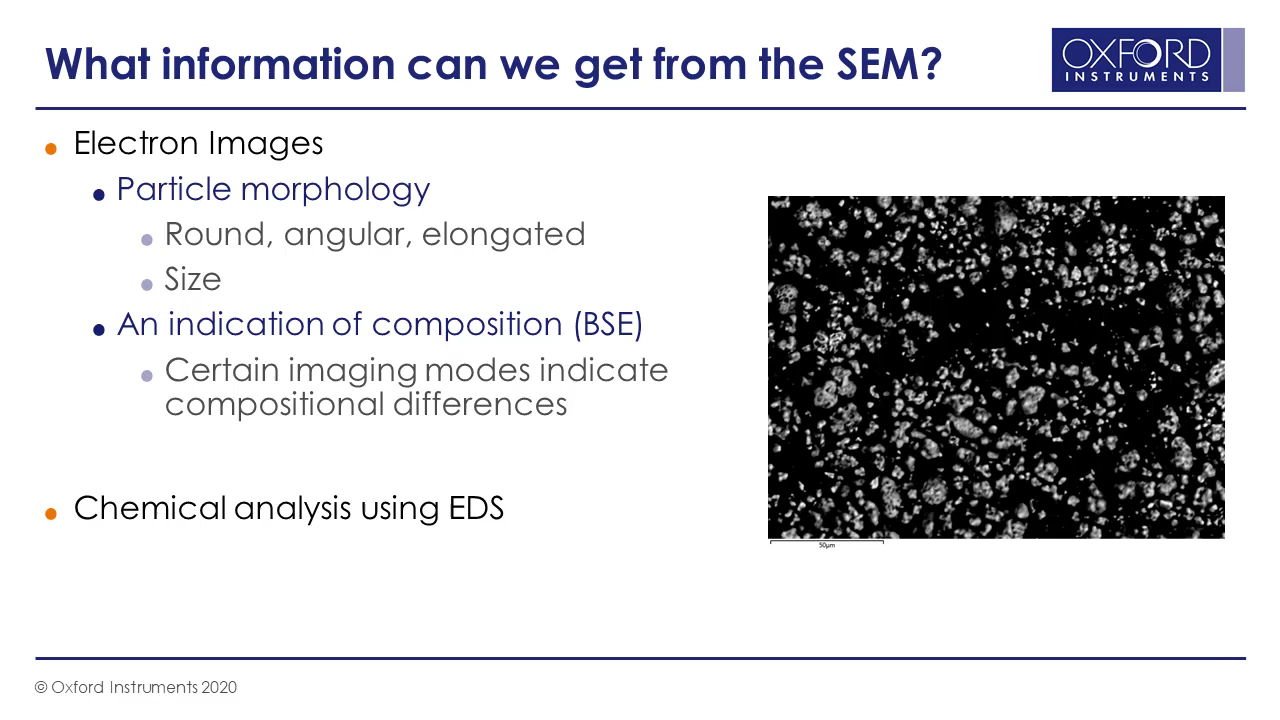 What information can we get from the SEM?
OXFORD
INSTRUMENTS
• Electron Images
• Particle morphology
• Round, angular, elongated
• Size
• An indication of composition (BSE)
• Certain imaging modes indicate
compositional differences
• Chemical analysis using EDS
50µm
© Oxford Instruments 2020